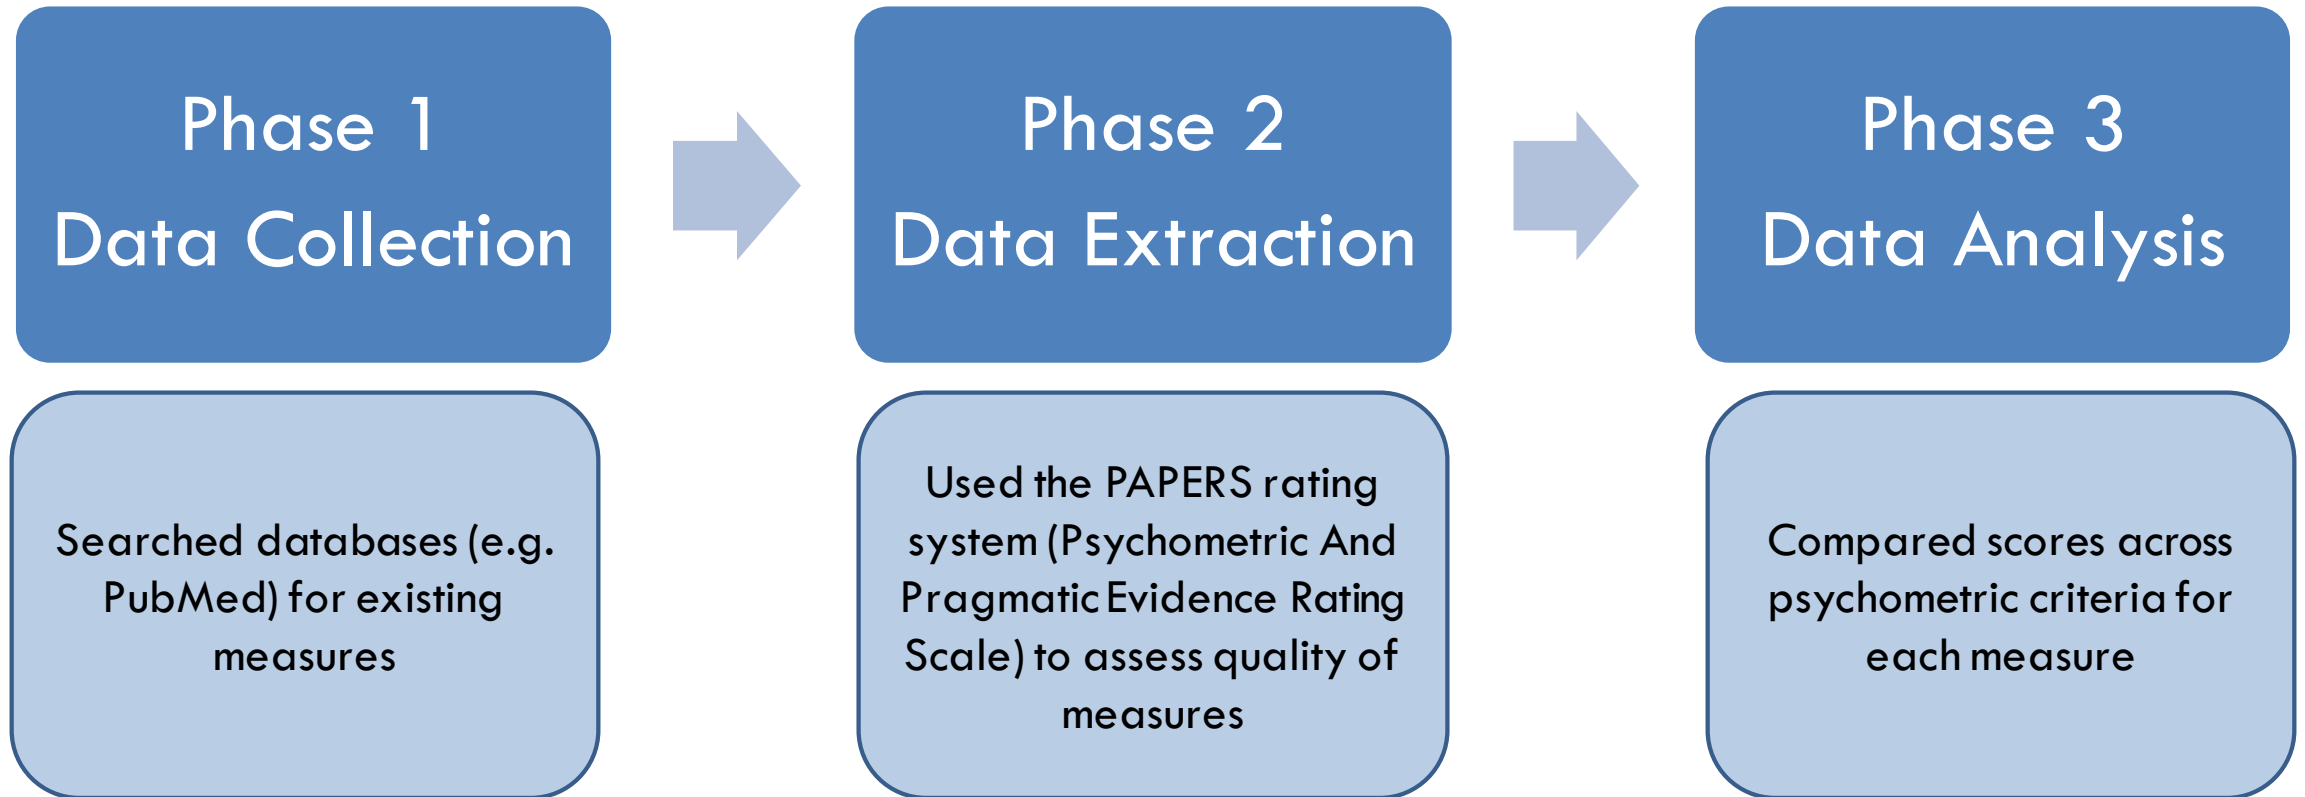 Phase 1
Data Collection
Searched databases (e.g.
PubMed) for existing
measures
Phase 2
Data Extraction
Used the PAPERS rating
system (Psychometric And
Pragmatic Evidence Rating
Scale) to assess quality of
measures
Phase 3
Data Analysis
Compared scores across
psychometric criteria for
each measure